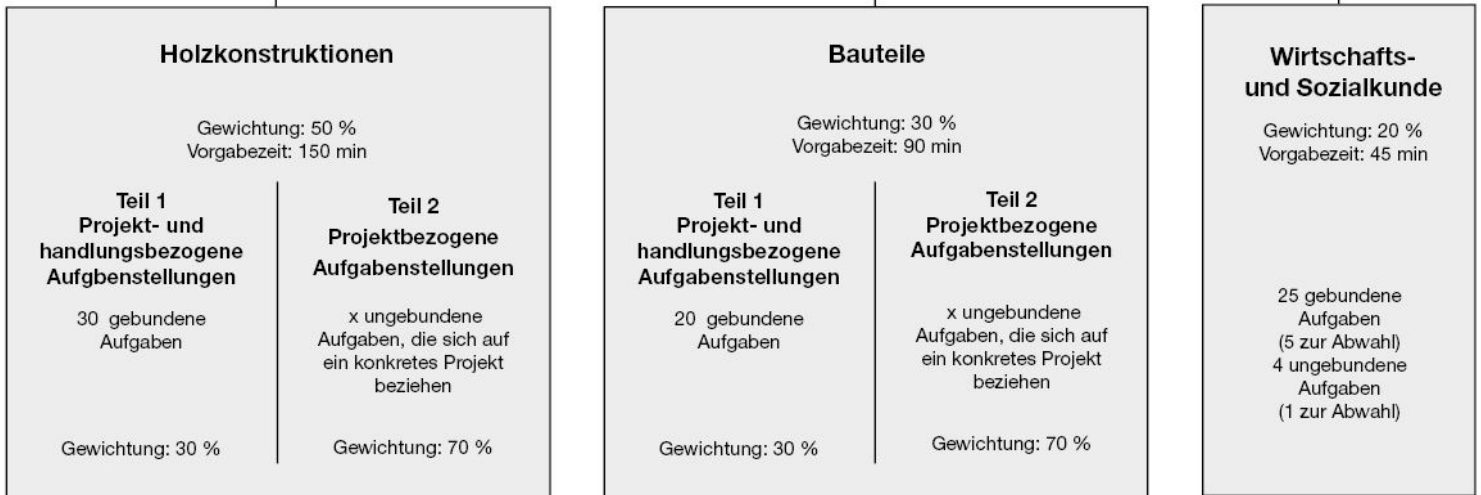 Holzkonstruktionen
Gewichtung: 50 %
Vorgabezeit: 150 min
Teil 1
Projekt- und
handlungsbezogene
Aufgbenstellungen
30 gebundene
Aufgaben
Gewichtung: 30 %
Teil 2
Projektbezogene
Aufgabenstellungen
x ungebundene
Aufgaben, die sich auf
ein konkretes Projekt
beziehen
Gewichtung: 70 %
Bauteile
Gewichtung: 30 %
Vorgabezeit: 90 min
Teil 1
Projekt- und
handlungsbezogene
Aufgabenstellungen
20 gebundene
Aufgaben
Gewichtung: 30 %
Teil 2
Projektbezogene
Aufgabenstellungen
x ungebundene
Aufgaben, die sich auf
ein konkretes Projekt
beziehen
Gewichtung: 70 %
Wirtschafts-
und Sozialkunde
Gewichtung: 20 %
Vorgabezeit: 45 min
25 gebundene
Aufgaben
(5 zur Abwahl)
4 ungebundene
Aufgaben
(1 zur Abwahl)